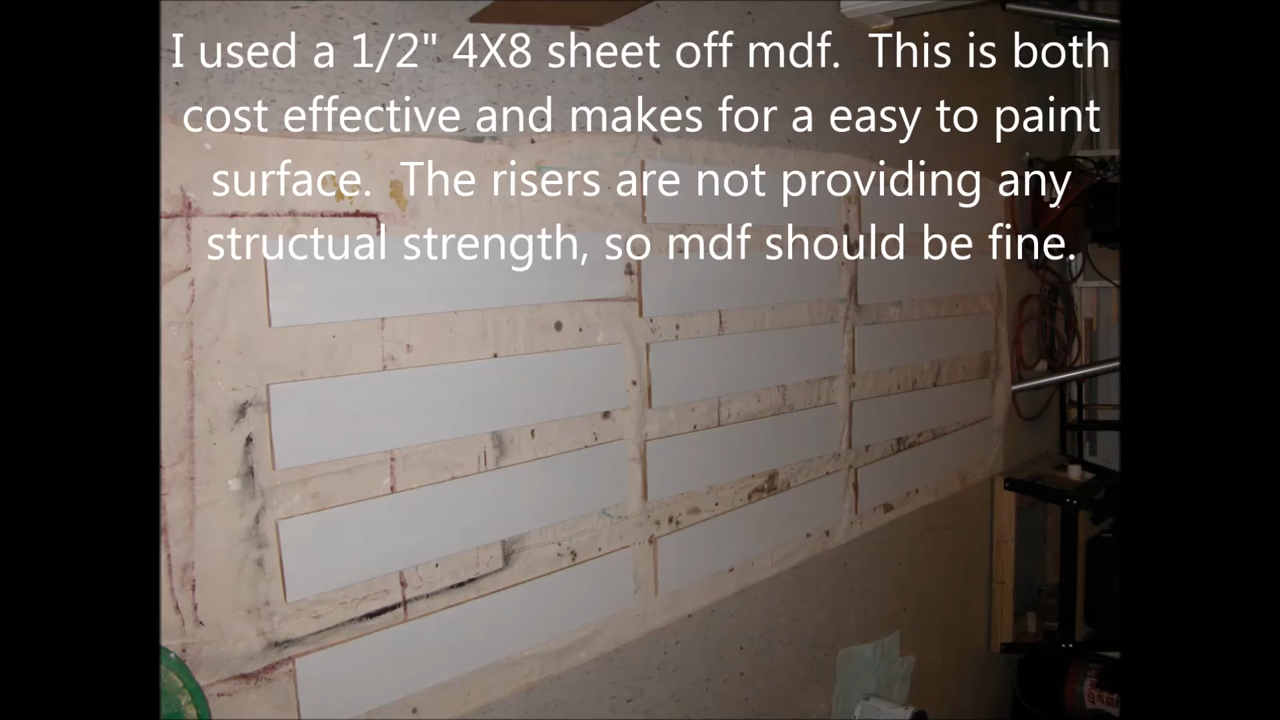 I used a 1/2" 4X8 sheet off mdf.  This is both
cost effective and makes for a easy to paint
surface.  The risers are not providing any
structual strength, so mdf should be fine.